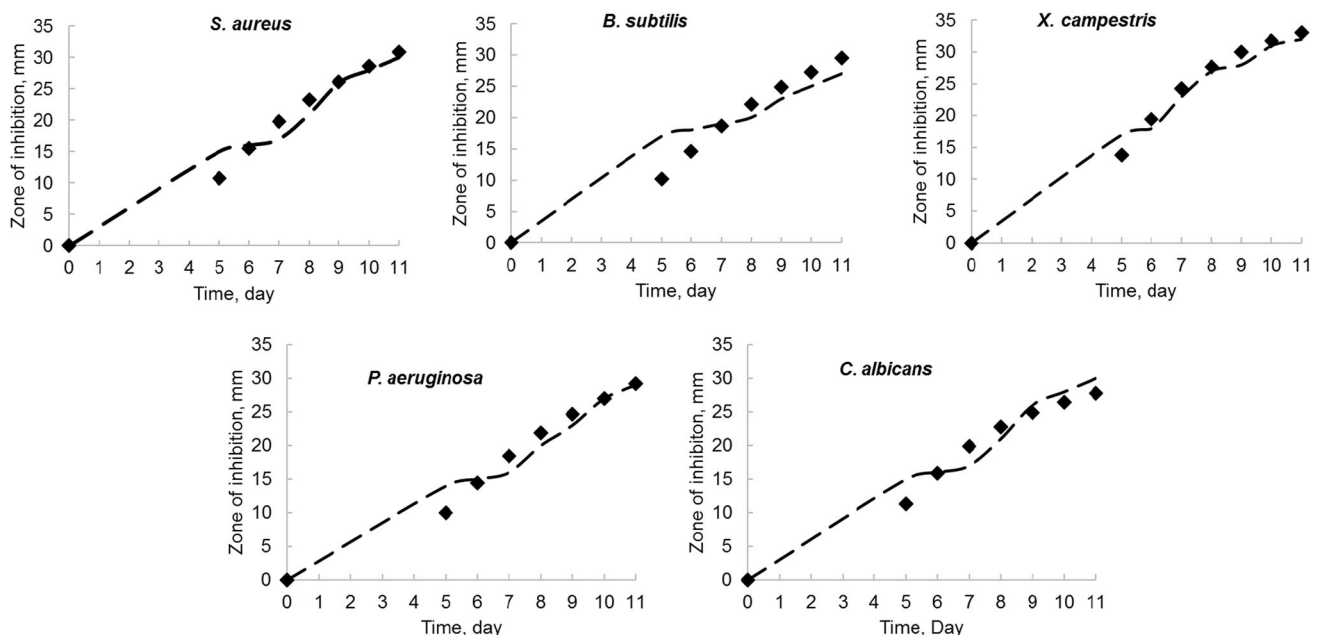 S. aureus
Zone of inhibition, mm
35
30
25
20
15
10
5
0
0 1 2 3 4 5 6 7 8 9 10 11
Time, day
B. subtilis
Zone of inhibition, mm
35
30
25
20
15
10
5
0
0 1 2 3 4 5 6 7 8 9 10 11
Time, day
X. campestris
Zone of inhibition, mm
35
30
25
20
15
10
5
0
0 1 2 3 4 5 6 7 8 9 10 11
Time, day
P. aeruginosa
Zone of inhibition, mm
35
30
25
20
15
10
5
0
0 1 2 3 4 5 6 7 8 9 10 11
Time, day
C. albicans
Zone of inhibiton, mm
35
30
25
20
15
10
5
0
0 1 2 3 4 5 6 7 8 9 10 11
Time, Day